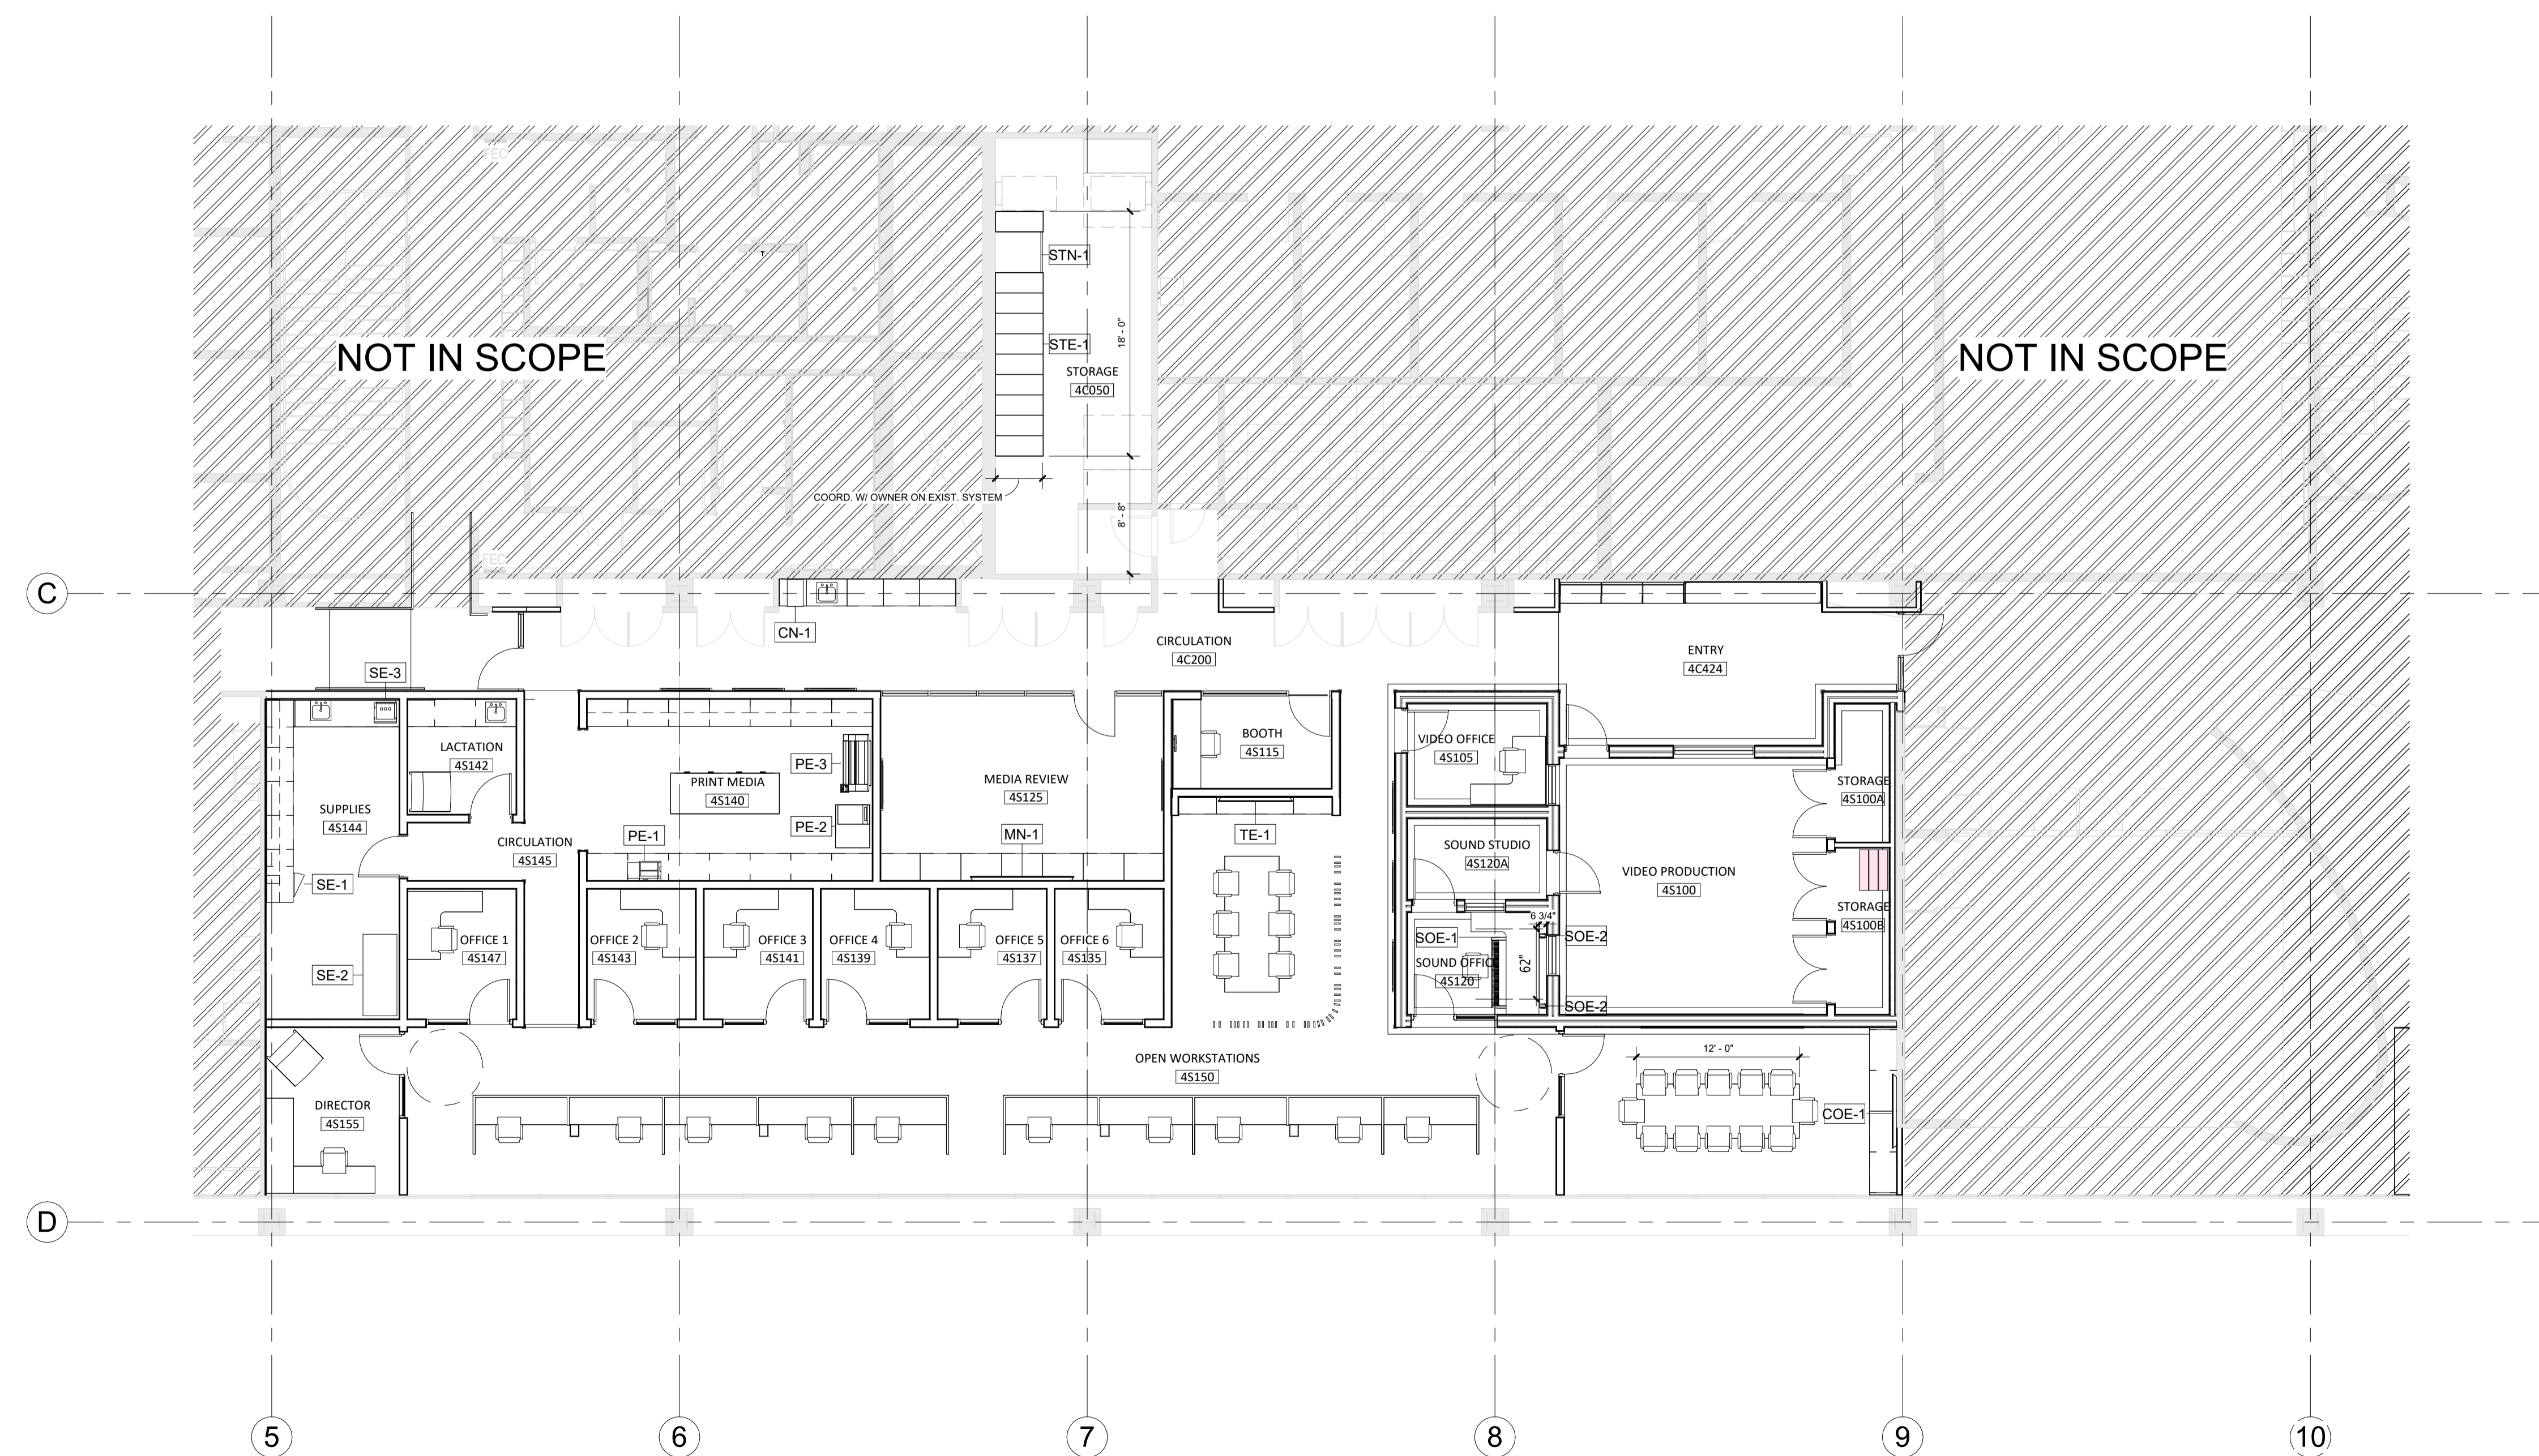 FEC
STN-1
18' - 0"
STE-1
NOT IN SCOPE
NOT IN SCOPE
STORAGE
4C050
COORD. W/ OWNER ON EXIST. SYSTEM
8' - 8"
FEC
C
CN-1
CIRCULATION
4C200
ENTRY
4C424
SE-3
LACTATION
4S142
BOOTH
4S115
VIDEO OFFICE
4S105
PE-3
PRINT MEDIA
4S140
MEDIA REVIEW
4S125
STORAGE
4S100A
SUPPLIES
4S144
PE-2
PE-1
MN-1
TE-1
CIRCULATION
4S145
SOUND STUDIO
4S120A
VIDEO PRODUCTION
4S100
SE-1
STORAGE
4S100B
6 3/4"
OFFICE 1
4S147
OFFICE 2
4S143
OFFICE 3
4S141
OFFICE 4
4S139
OFFICE 5
4S137
OFFICE 6
4S135
SOE-1
SOE-2
SOUND OFFICE
4S120
62"
SE-2
SOE-2
OPEN WORKSTATIONS
4S150
12' - 0"
DIRECTOR
4S155
COE-1
D
5
6
7
8
9
10